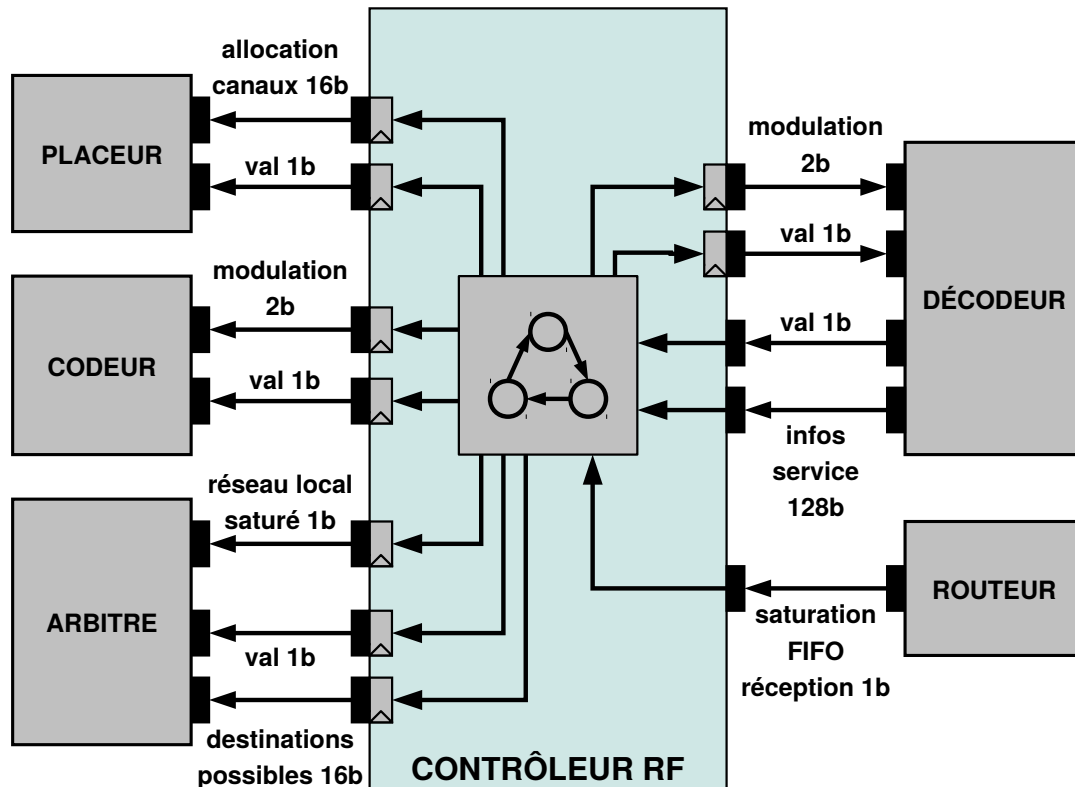 allocation
canaux 16b
PLACEUR
val 1b
modulation
2b
CODEUR
val 1b
réseau local
saturé 1b
ARBITRE
val 1b
destinations
possibles 16b
CONTRÔLEUR RF
modulation
2b
val 1b
DÉCODEUR
val 1b
infos
service
128b
ROUTEUR
saturation
FIFO
réception 1b